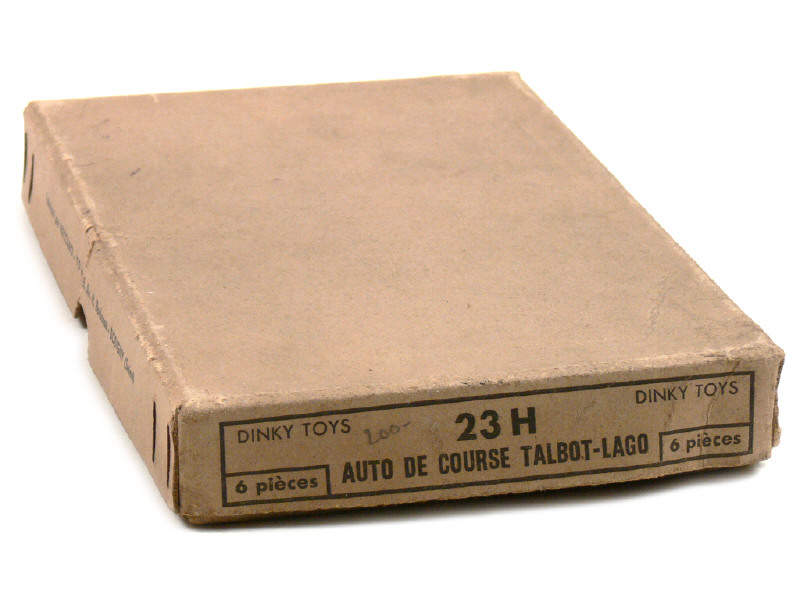 DINKY TOYS 200- 23 H DINKY TOYS
6 pièces AUTO DE COURSE TALBOT-LAGO 6 pièces